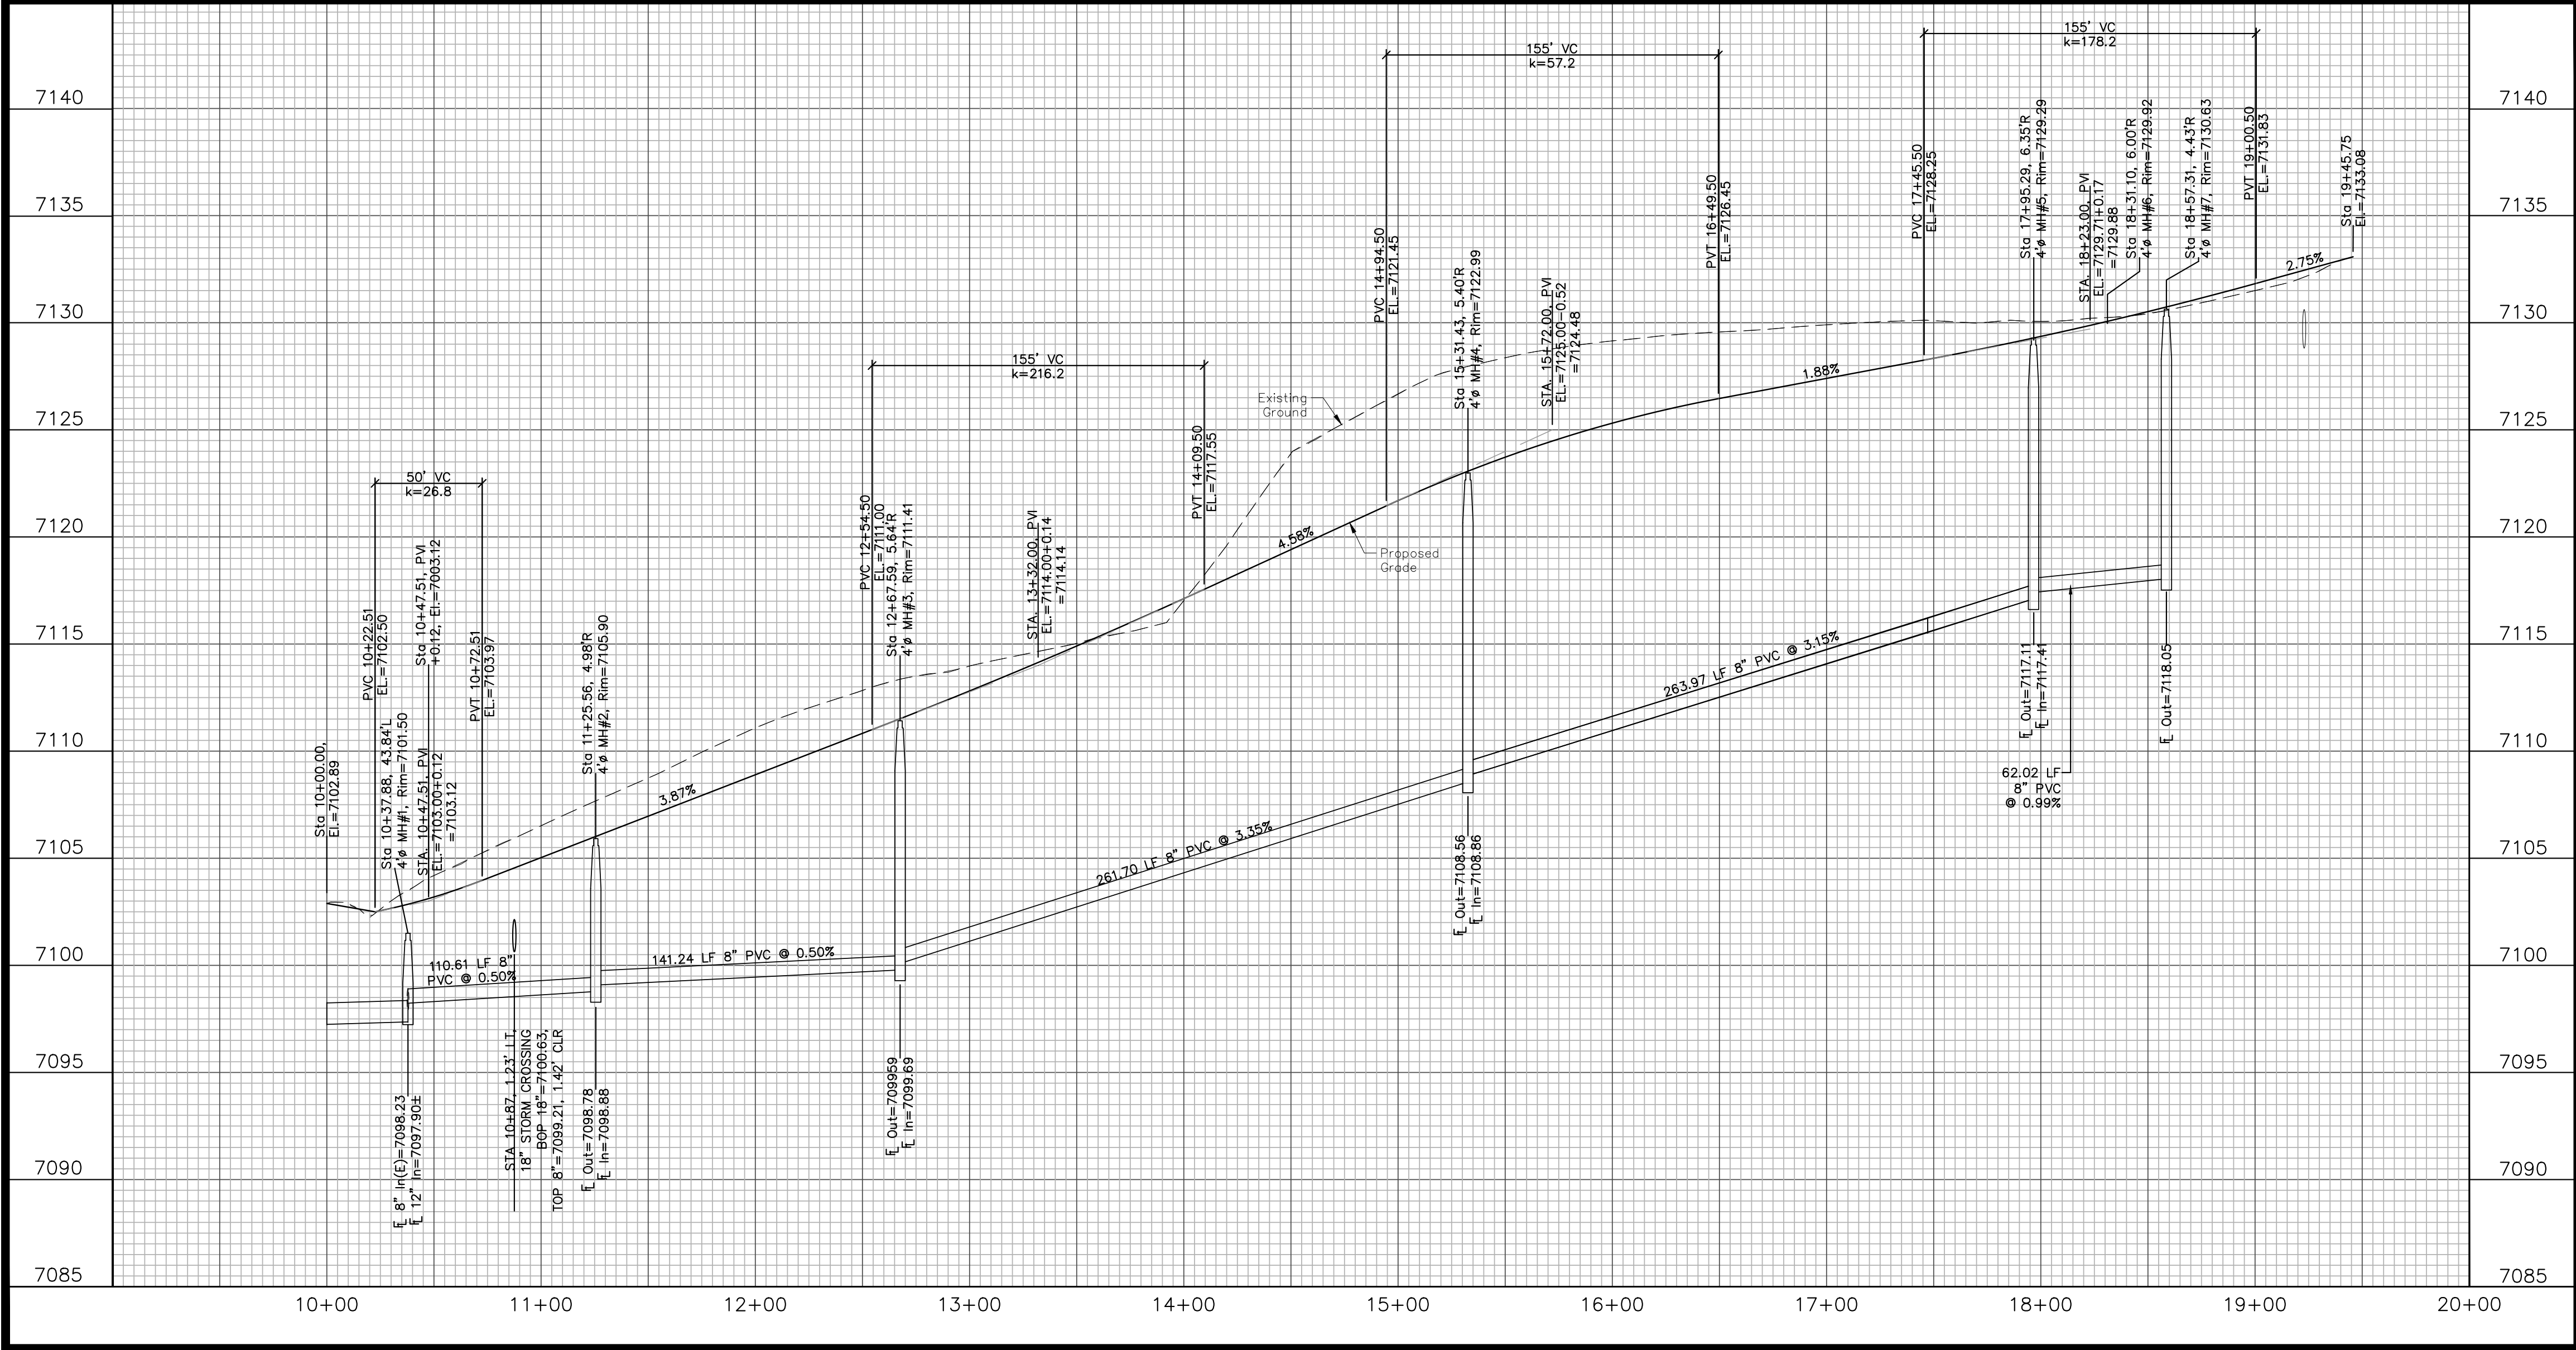 155' VC
k=178.2
155' VC
k=57.2
7140
7140
7135
7135
7130
7130
7125
7125
7120
7120
7115
7115
7110
7110
7105
7105
7100
7100
7095
7095
7090
7090
7085
7085
155' VC
k=216.2
50' VC
k=26.8
Sta 10+00.00,
El.=7102.89
PVC 10+22.51
EL.=7102.50
Sta 10+37.88, 43.84'L
4'ø MH#1, Rim=7101.50
Sta 10+47.51, PVI
+0.12, El.=7003.12
STA. 10+47.51, PVI
EL.=7103.00+0.12
=7103.12
PVT 10+72.51
EL.=7103.97
Sta 11+25.56, 4.98'R
4'ø MH#2, Rim=7105.90
3.87%
PVC 12+54.50
EL.=7111.00
Sta 12+67.59, 5.64'R
4'ø MH#3, Rim=7111.41
STA. 13+32.00, PVI
EL.=7114.00+0.14
=7114.14
PVT 14+09.50
EL.=7117.55
Existing
Ground
4.58%
Proposed
Grade
PVC 14+94.50
EL.=7121.45
Sta 15+31.43, 5.40'R
4'ø MH#4, Rim=7122.99
STA. 15+72.00, PVI
EL.=7125.00-0.52
=7124.48
PVT 16+49.50
EL.=7126.45
1.88%
PVC 17+45.50
EL.=7128.25
Sta 17+95.29, 6.35'R
4'ø MH#5, Rim=7129.29
STA. 18+23.00, PVI
EL.=7129.71+0.17
=7129.88
Sta 18+31.10, 6.00'R
4'ø MH#6, Rim=7129.92
Sta 18+57.31, 4.43'R
4'ø MH#7, Rim=7130.63
PVT 19+00.50
EL.=7131.83
2.75%
Sta 19+45.75
El.=7133.08
110.61 LF 8"
PVC @ 0.50%
141.24 LF 8" PVC @ 0.50%
261.70 LF 8" PVC @ 3.35%
263.97 LF 8" PVC @ 3.15%
62.02 LF
8" PVC
@ 0.99%
FL 8" In(E)=7098.23
FL 12" In=7097.90±
STA 10+87, 1.23' LT,
18" STORM CROSSING
BOP 18"=7100.63,
TOP 8"=7099.21, 1.42' CLR
FL Out=7098.78
FL In=7098.88
FL Out=709959
FL In=7099.69
FL Out=7108.56
FL In=7108.86
FL Out=7117.11
FL In=7117.41
FL Out=7118.05
10+00
11+00
12+00
13+00
14+00
15+00
16+00
17+00
18+00
19+00
20+00